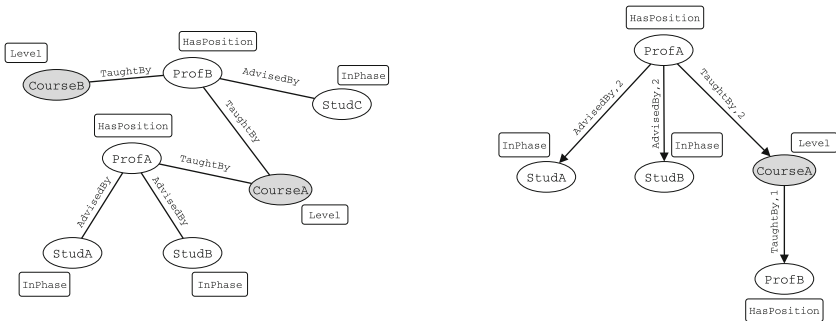 HasPosition
Level
TaughtBy
CourseB
ProfB
AdvisedBy
InPhase
StudC
TaughtBy
HasPosition
ProfA
TaughtBy
CourseA
Level
AdvisedBy
AdvisedBy
StudA
StudB
InPhase
InPhase
HasPosition
ProfA
AdvisedBy,2
AdvisedBy,2
TaughtBy,2
InPhase
InPhase
Level
StudA
StudB
CourseA
TaughtBy,1
ProfB
HasPosition